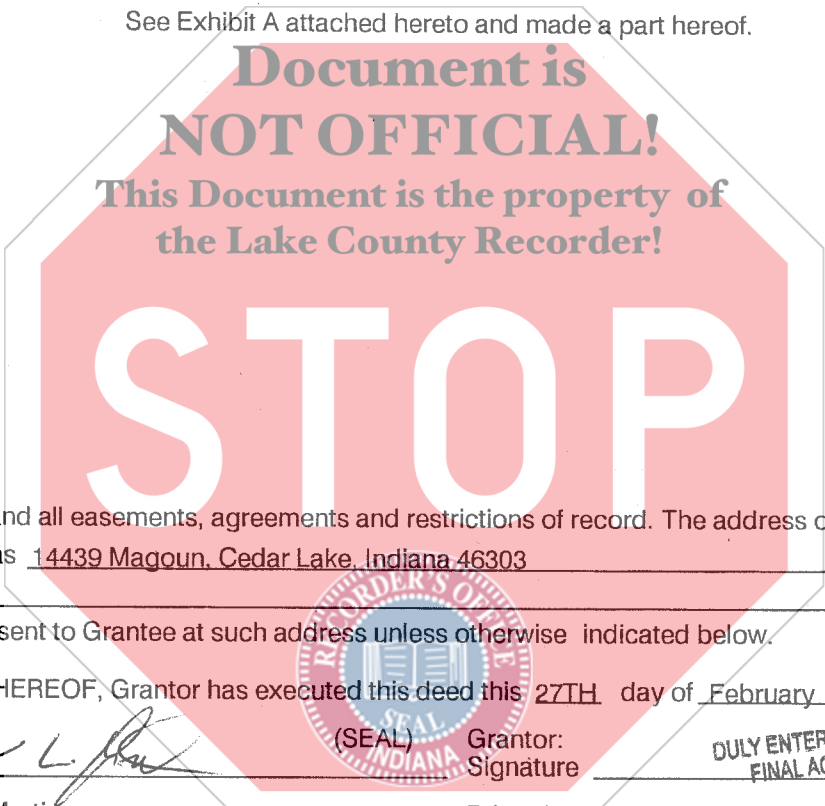 See Exhibit A attached hereto and made a part hereof.
Document is
NOT OFFICIAL!
This Document is the property of
the Lake County Recorder!
STOP
nd all easements, agreements and restrictions of record. The address o
s 14439 Magoun, Cedar Lake, Indiana 46303
sent to Grantee at such address unless otherwise indicated below.
HEREOF, Grantor has executed this deed this 27TH day of February
RECORDER'S OFFICE
SEAL
INDIANA
(SEAL) Grantor:
Signature
DULY ENTER
FINAL AC